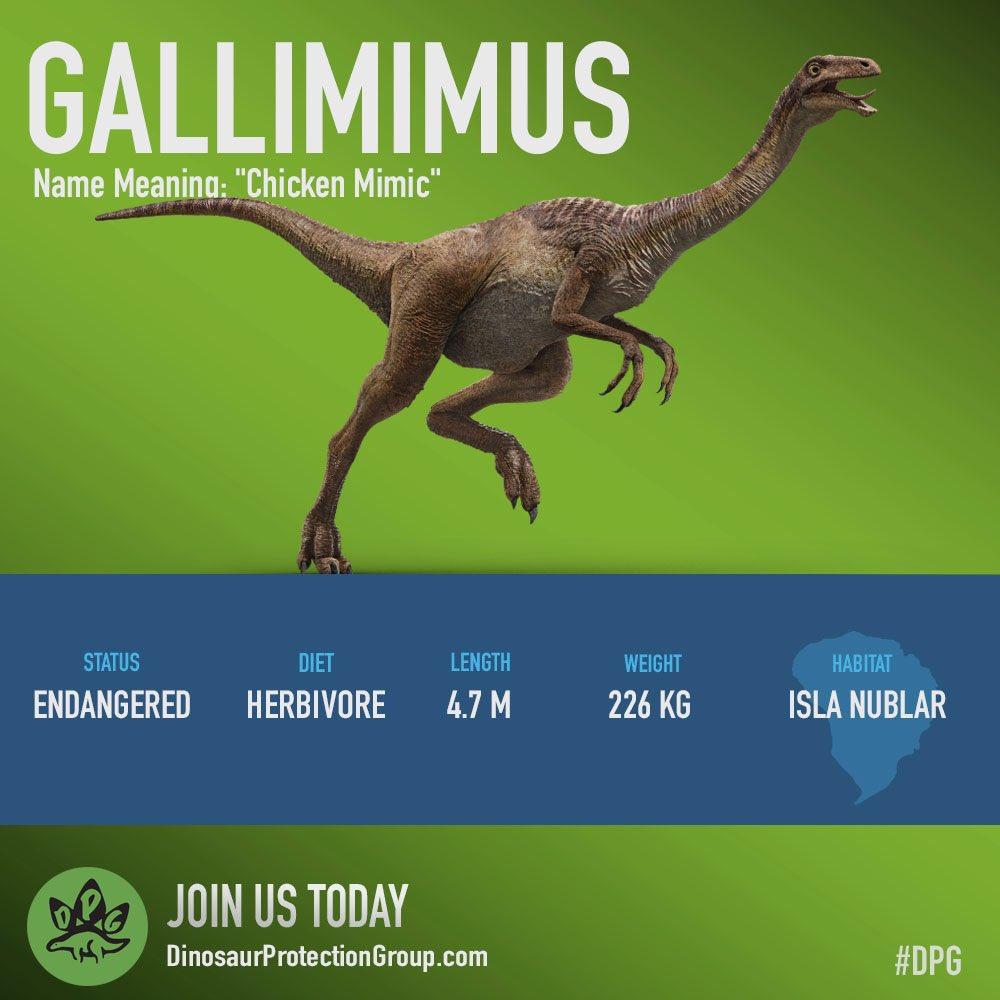 GALLIMIMUS
Name Meaning: "Chicken Mimic"
STATUS
ENDANGERED
DIET
HERBIVORE
LENGTH
4.7 M
WEIGHT
226 KG
HABITAT
ISLA NUBLAR
DPG
JOIN US TODAY
DinosaurProtectionGroup.com
#DPG